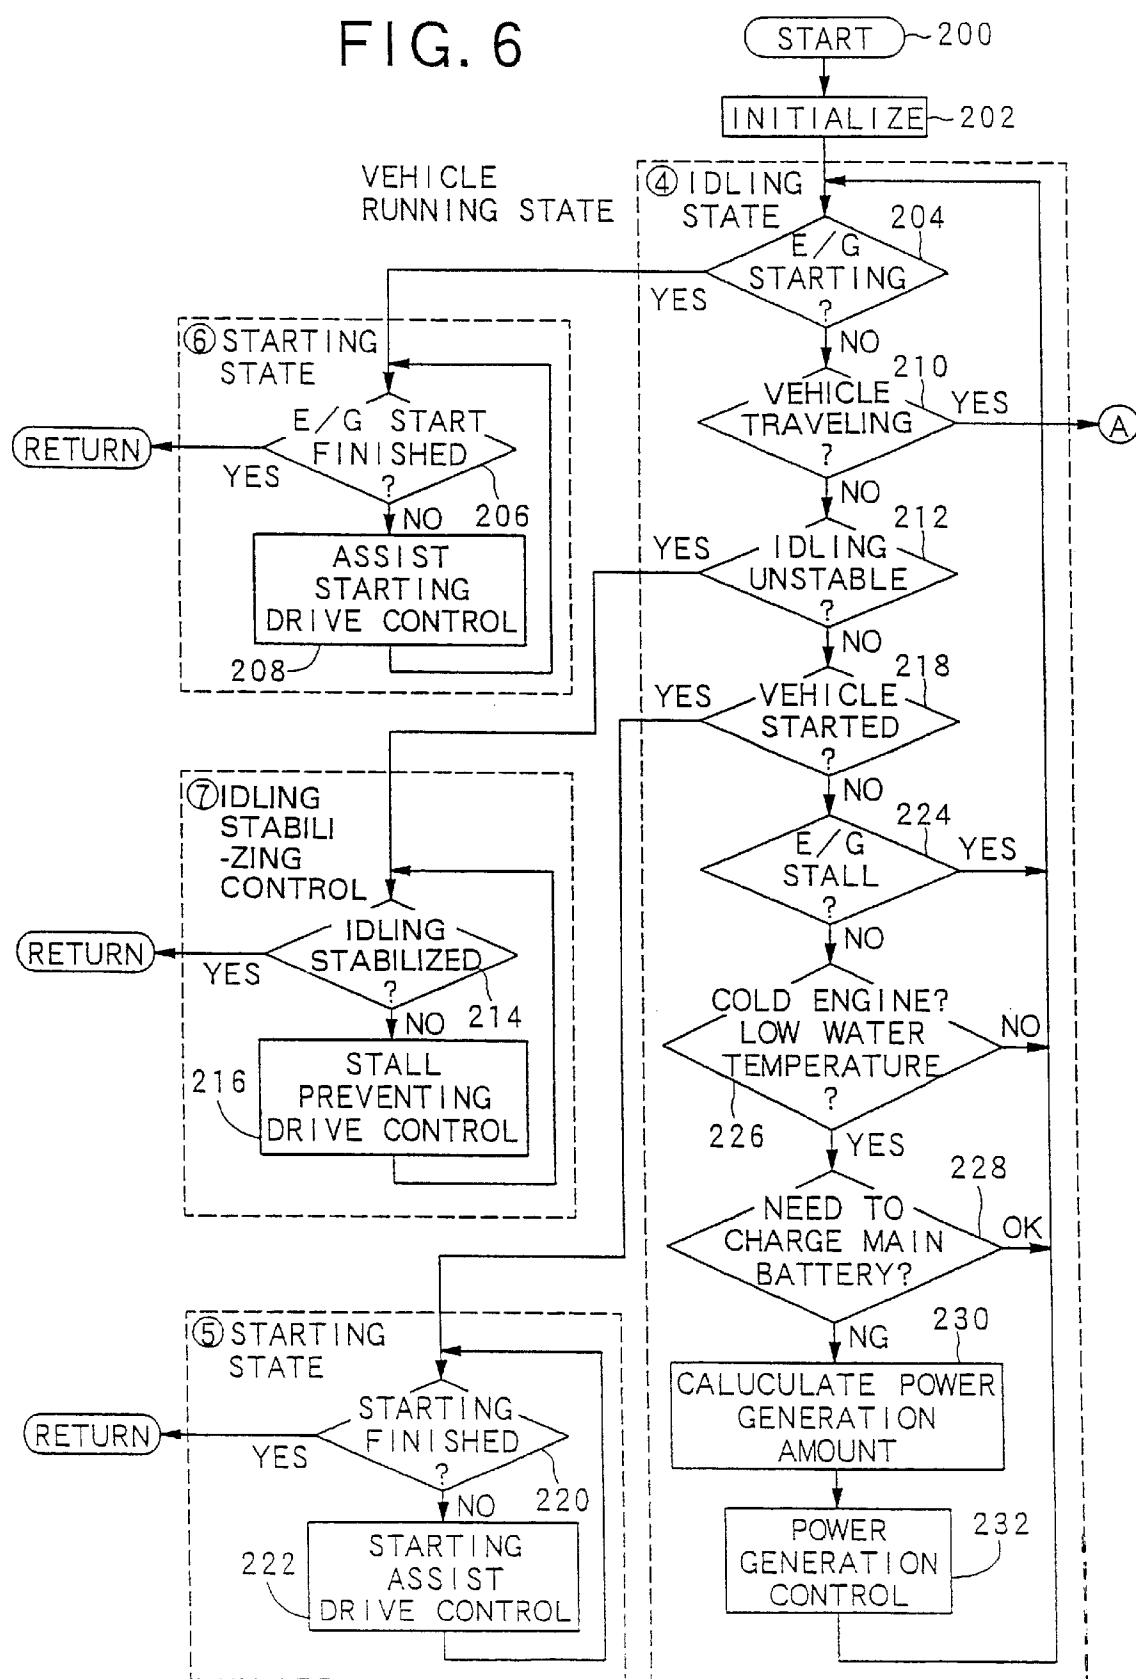 FIG. 6
START
200
INITIALIZE
202
VEHICLE
RUNNING STATE
④ IDLING
STATE
204
E/G
STARTING
?
YES
NO
⑥ STARTING
STATE
E/G START
FINISHED
?
RETURN
YES
206
NO
ASSIST
STARTING
DRIVE CONTROL
208
210
VEHICLE
TRAVELING
?
YES
A
NO
212
YES
IDLING
UNSTABLE
?
NO
218
YES
VEHICLE
STARTED
?
NO
⑦ IDLING
STABILI
-ZING
CONTROL
IDLING
STABILIZED
?
RETURN
YES
214
NO
216
STALL
PREVENTING
DRIVE CONTROL
224
E/G
STALL
?
YES
NO
COLD ENGINE?
LOW WATER
TEMPERATURE
?
NO
226
YES
228
NEED TO
CHARGE MAIN
BATTERY?
OK
NG
230
CALUCULATE POWER
GENERATION
AMOUNT
POWER
GENERATION
CONTROL
232
⑤ STARTING
STATE
STARTING
FINISHED
?
RETURN
YES
220
NO
222
STARTING
ASSIST
DRIVE CONTROL